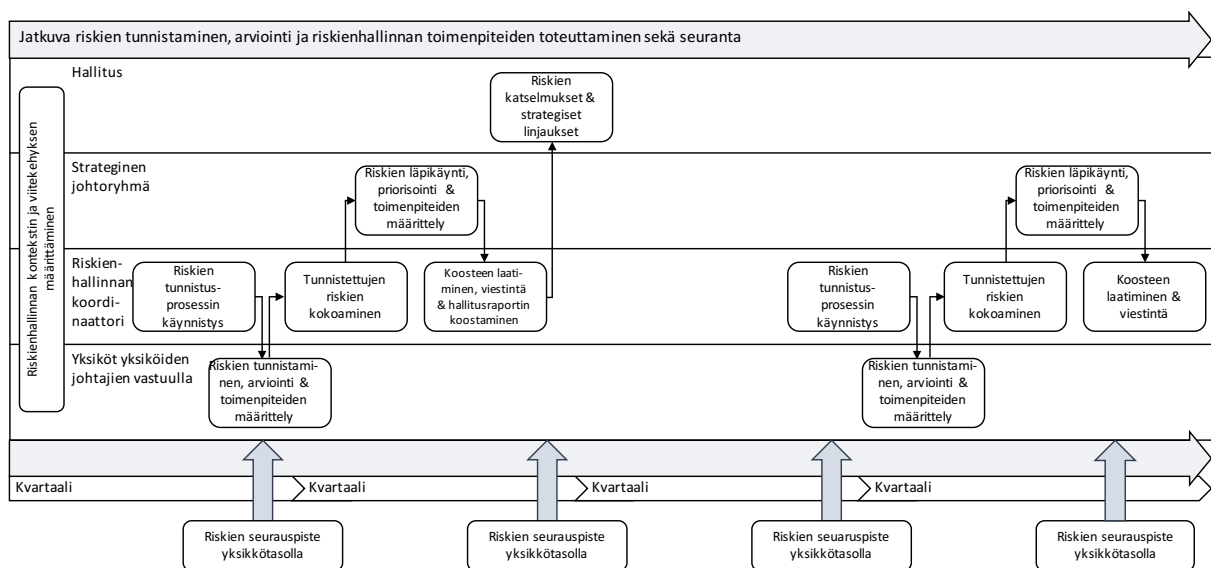 Jatkuva riskien tunnistaminen, arviointi ja riskienhallinnan toimenpiteiden toteuttaminen sekä seuranta
Riskienhallinnan kontekstin ja viitekehyksen
määrittäminen
Hallitus
Riskien
katselmukset &
strategiset
linjaukset
Strateginen
johtoryhmä
Riskien läpikäynti,
priorisointi &
toimenpiteiden
määrittely
Riskien läpikäynti,
priorisointi &
toimenpiteiden
määrittely
Riskien-
hallinnan
koordi-
naattori
Riskien
tunnistus-
prosessin
käynnistys
Tunnistettujen
riskien
kokoaminen
Koosteen laati-
minen, viestintä
& hallitusraportin
koostaminen
Riskien
tunnistus-
prosessin
käynnistys
Tunnistettujen
riskien
kokoaminen
Koosteen
laatiminen &
viestintä
Yksiköt yksiköiden
johtajien vastuulla
Riskien tunnistami-
nen, arviointi &
toimenpiteiden
määrittely
Riskien tunnistami-
nen, arviointi &
toimenpiteiden
määrittely
Kvartaali
Kvartaali
Kvartaali
Kvartaali
Riskien seurauspiste
yksikkötasolla
Riskien seurauspiste
yksikkötasolla
Riskien seuaruspiste
yksikkötasolla
Riskien seurauspiste
yksikkötasolla